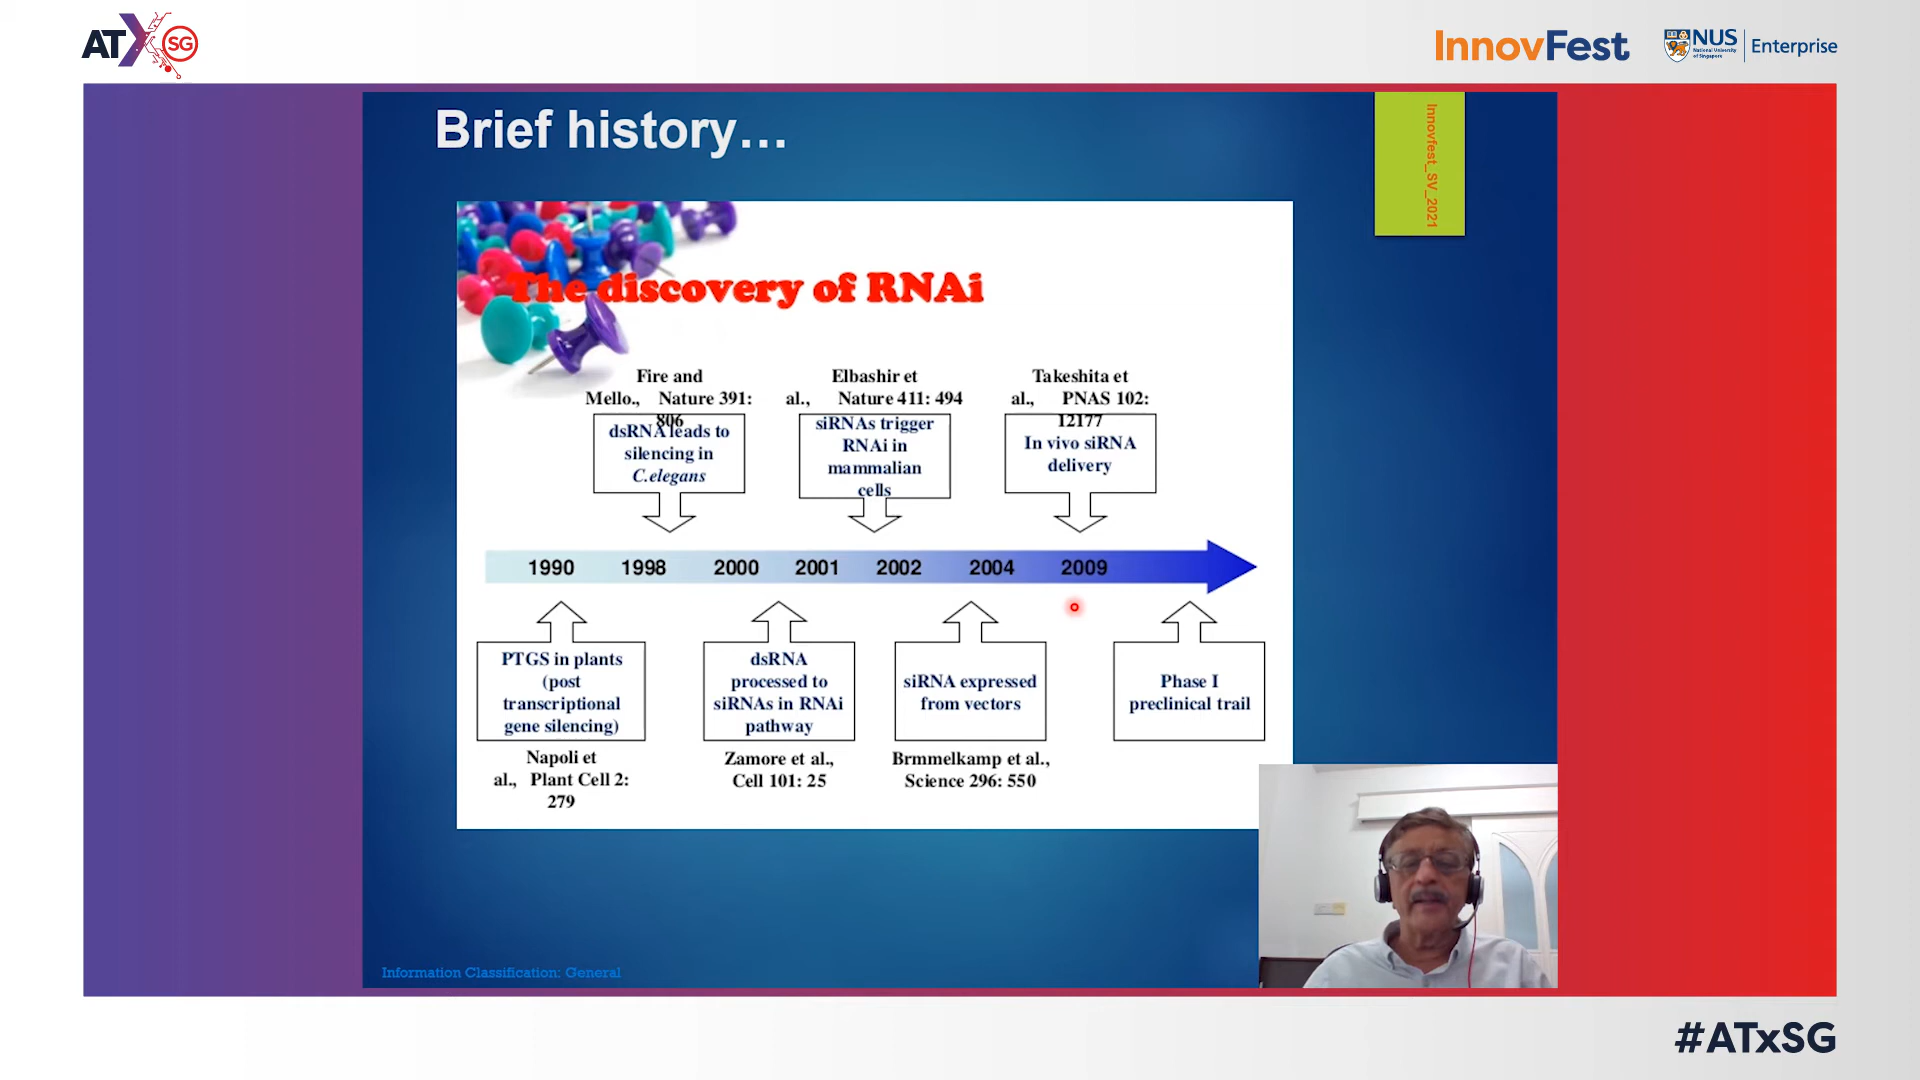 ATX SG
InnovFest
NUS
National University
of Singapore
Enterprise
Brief history…
Innovfest_SV_2021
The discovery of RNAi
Fire and
Mello., Nature 391:
806
dsRNA leads to
silencing in
C.elegans
Elbashir et
al., Nature 411: 494
siRNAs trigger
RNAi in
mammalian
cells
Takeshita et
al., PNAS 102:
12177
In vivo siRNA
delivery
1990 1998 2000 2001 2002 2004 2009
PTGS in plants
(post
transcriptional
gene silencing)
Napoli et
al., Plant Cell 2:
279
dsRNA
processed to
siRNAs in RNAi
pathway
Zamore et al.,
Cell 101: 25
siRNA expressed
from vectors
Brmmelkamp et al.,
Science 296: 550
Phase I
preclinical trail
Information Classification: General
#ATxSG